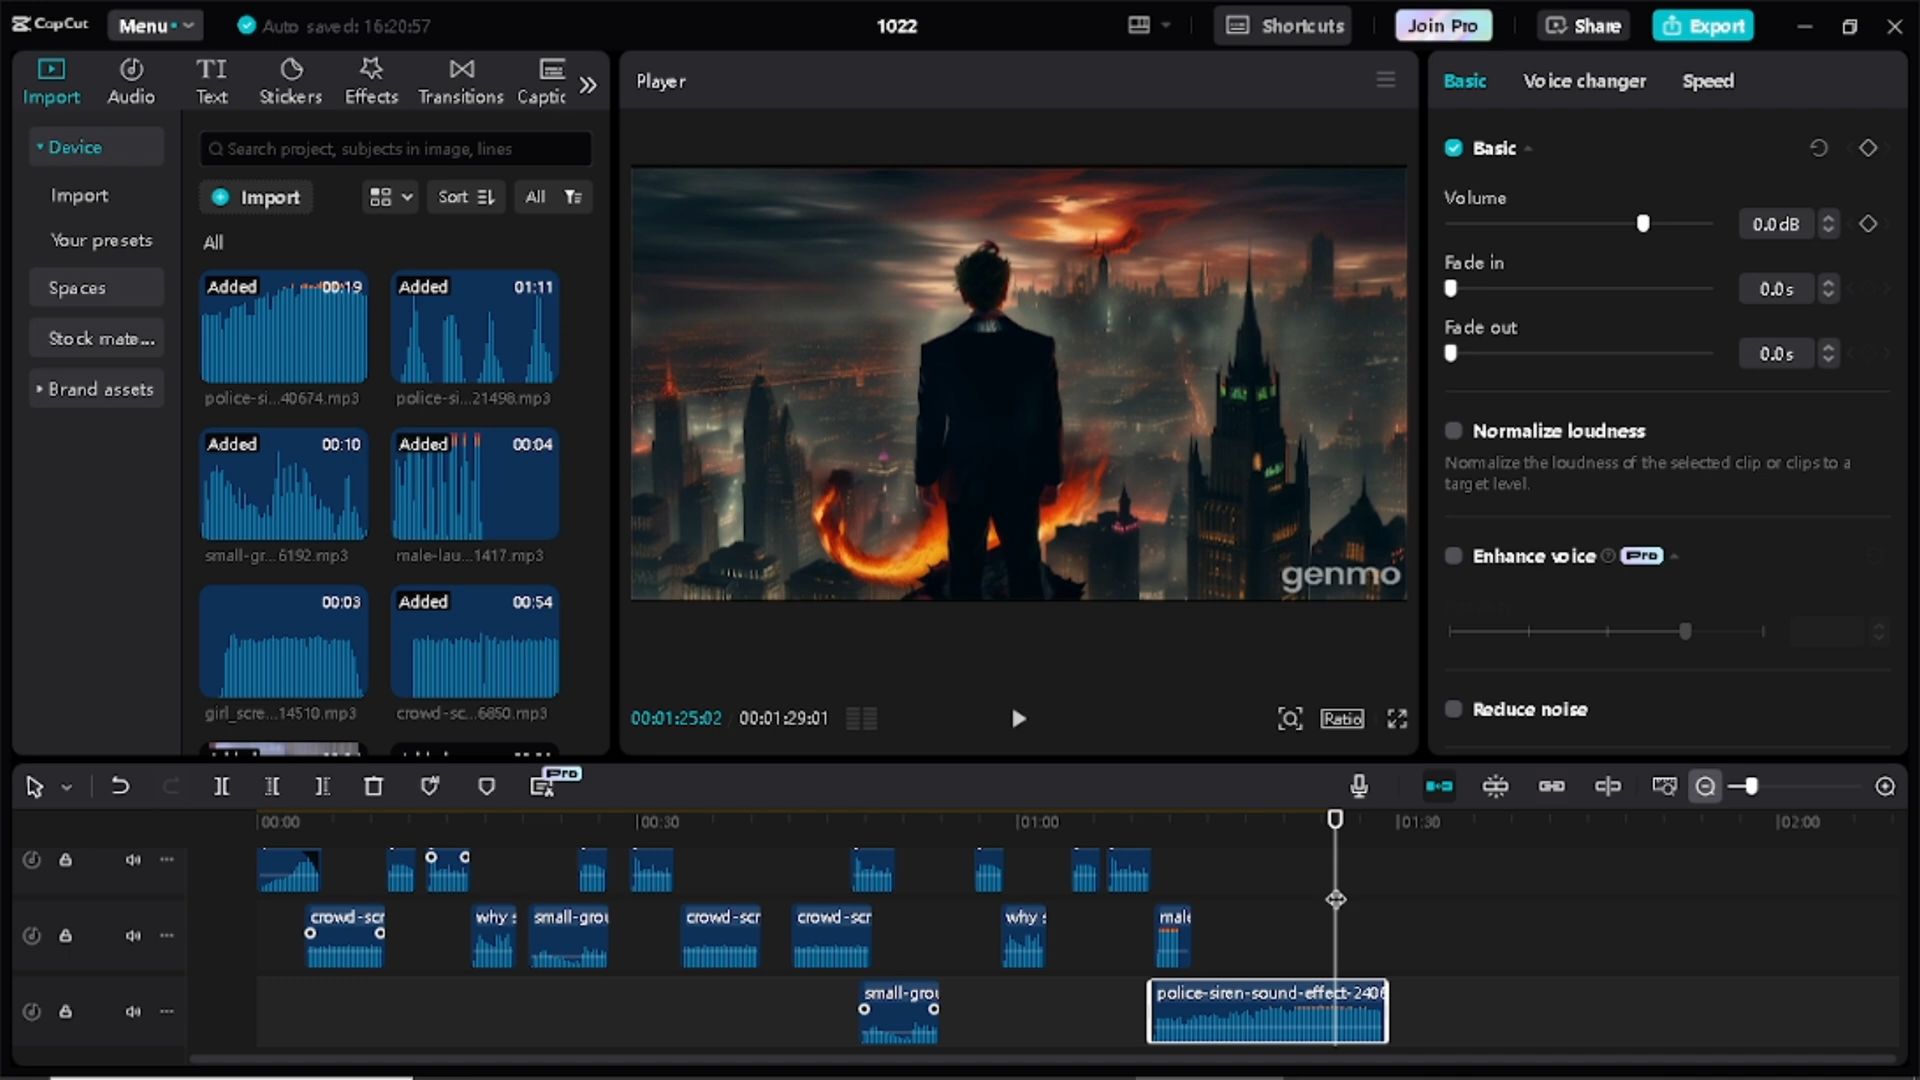 CapCut
Menu
Auto saved: 16:20:57
1022
Shortcuts
Join Pro
Share
Export
Import
Audio
TI
Text
Stickers
Effects
Transitions
Captic
Device
Import
Your presets
Spaces
Stock mate...
Brand assets
Search project, subjects in image, lines
Import
Sort
All
All
Added 00:19
police-si...40674.mp3
Added 01:11
police-si...21498.mp3
Added 00:10
small-gr...6192.mp3
Added 00:04
male-lau...1417.mp3
00:03
girl_scre...14510.mp3
Added 00:54
crowd-sc...6850.mp3
Player
genmo
00:01:25:02
00:01:29:01
Ratio
Basic
Voice changer
Speed
Basic
Volume
0.0dB
Fade in
0.0s
Fade out
0.0s
Normalize loudness
Normalize the loudness of the selected clip or clips to a
target level.
Enhance voice
Pro
Reduce noise
Pro
00:00
00:30
01:00
01:30
02:00
crowd-scr
why s
small-grou
crowd-scr
crowd-scr
why s
male
small-grou
police-siren-sound-effect-2406